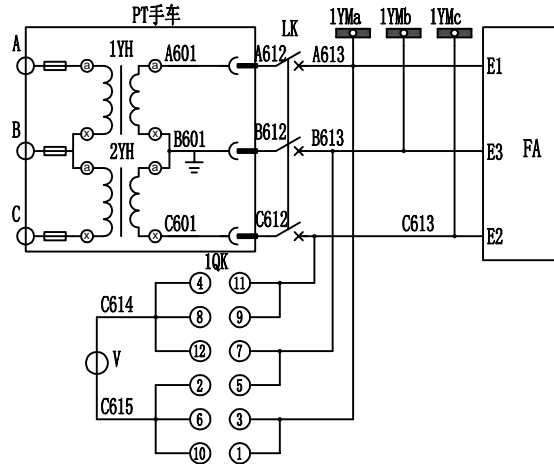 PT手车 LK 1YMa 1YMb 1YMc
A 1YH A601 A612 A613 E1
a a
x x
B B601 B612 B613 E3 FA
2YH
a a
x x
C C601 C612 C613 E2
1QK
4 11
C614 8 9
12 7
V
2 5
C615 6 3
10 1